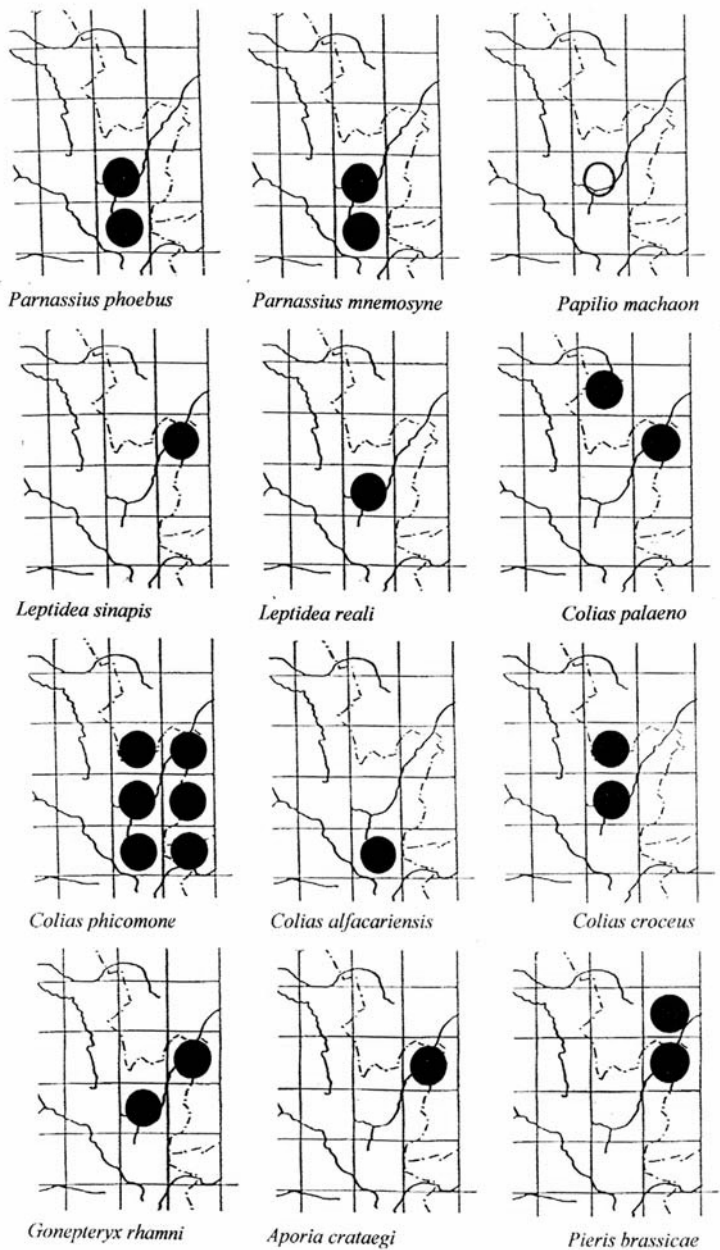 Parnassius phoebus Parnassius mnemosyne Papilio machaon
Leptidea sinapis Leptidea reali Colias palaeno
Colias phicomone Colias alfacariensis Colias croceus
Gonepteryx rhamni Aporia crataegi Pieris brassicae